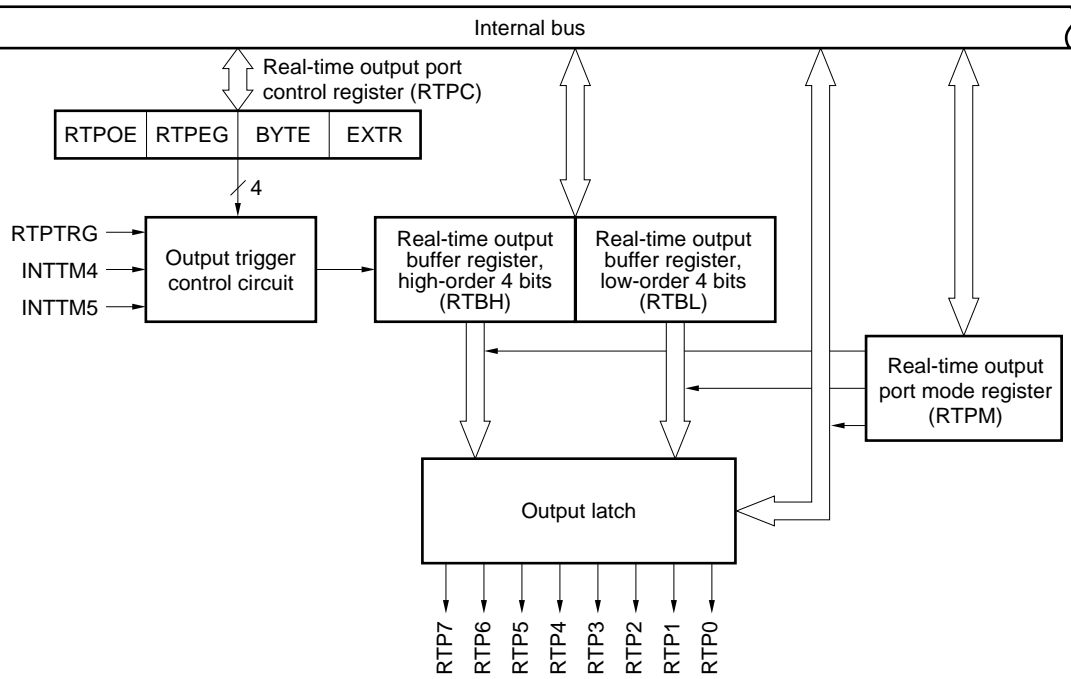 Internal bus
Real-time output port
control register (RTPC)
RTPOE RTPEG BYTE EXTR
4
RTPTRG
INTTM4
INTTM5
Output trigger
control circuit
Real-time output
buffer register,
high-order 4 bits
(RTBH)
Real-time output
buffer register,
low-order 4 bits
(RTBL)
Real-time output
port mode register
(RTPM)
Output latch
RTP7
RTP6
RTP5
RTP4
RTP3
RTP2
RTP1
RTP0